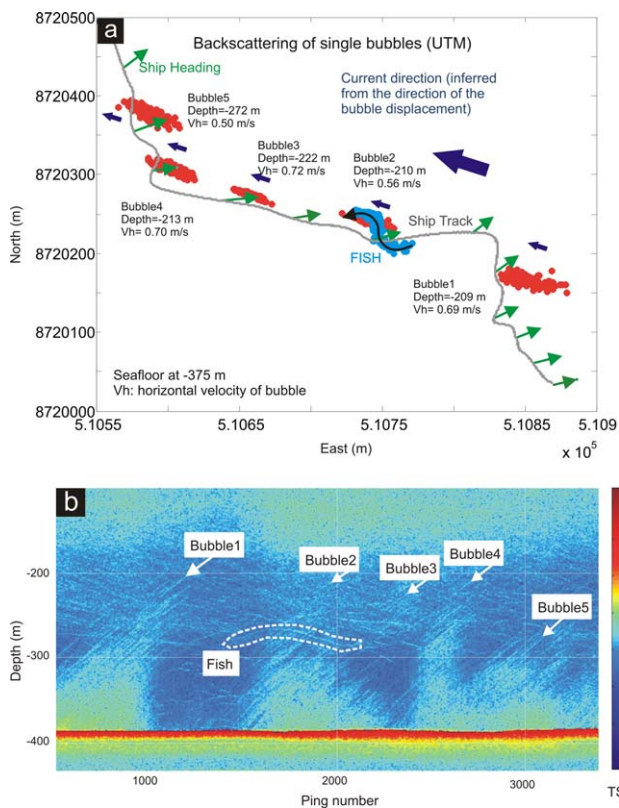 a
Backscattering of single bubbles (UTM)
Ship Heading
Current direction (inferred
from the direction of the
bubble displacement)
Bubble5
Depth=-272 m
Vh= 0.50 m/s
Bubble3
Depth=-222 m
Vh= 0.72 m/s
Bubble2
Depth=-210 m
Vh= 0.56 m/s
Bubble4
Depth=-213 m
Vh= 0.70 m/s
Ship Track
FISH
Bubble1
Depth=-209 m
Vh= 0.69 m/s
Seafloor at -375 m
Vh: horizontal velocity of bubble
8720500
8720400
8720300
8720200
8720100
8720000
North (m)
5.1055 5.1065 5.1075 5.1085 5.109
East (m)
x 10⁵
b
Bubble1
Bubble2
Bubble3
Bubble4
Bubble5
Fish
-200
-300
-400
Depth (m)
1000 2000 3000
Ping number
TS